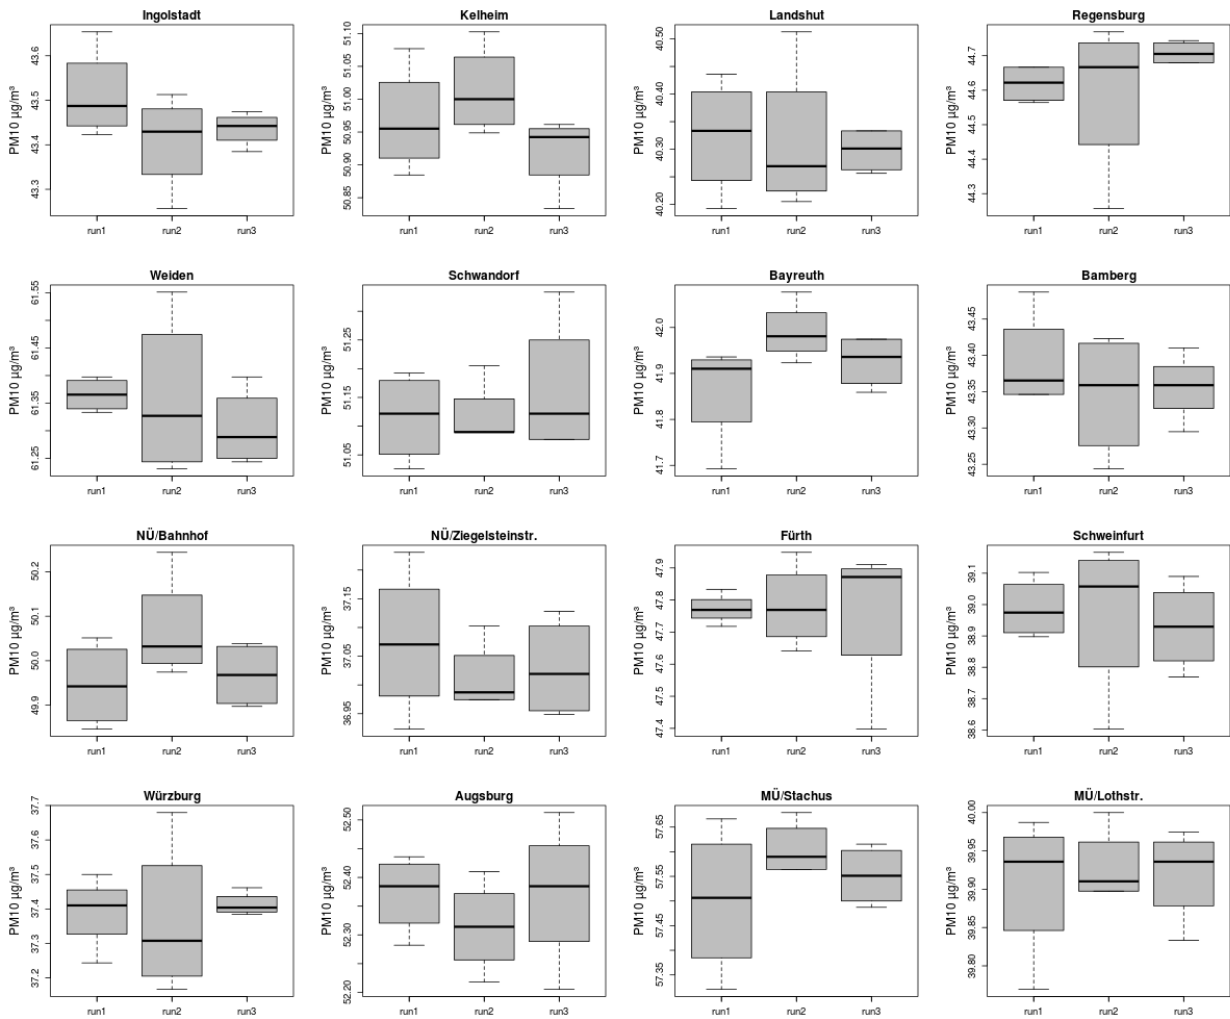 Ingolstadt
PM10 µg/m³
43.6
43.5
43.4
43.3
run1 run2 run3
Kelheim
PM10 µg/m³
51.10
51.05
51.00
50.95
50.90
50.85
run1 run2 run3
Landshut
PM10 µg/m³
40.50
40.40
40.30
40.20
run1 run2 run3
Regensburg
PM10 µg/m³
44.7
44.6
44.5
44.4
44.3
run1 run2 run3
Weiden
PM10 µg/m³
61.55
61.45
61.35
61.25
run1 run2 run3
Schwandorf
PM10 µg/m³
51.25
51.15
51.05
run1 run2 run3
Bayreuth
PM10 µg/m³
42.0
41.9
41.8
41.7
run1 run2 run3
Bamberg
PM10 µg/m³
43.45
43.40
43.35
43.30
43.25
run1 run2 run3
NÜ/Bahnhof
PM10 µg/m³
50.2
50.1
50.0
49.9
run1 run2 run3
NÜ/Ziegelsteinstr.
PM10 µg/m³
37.15
37.05
36.95
run1 run2 run3
Fürth
PM10 µg/m³
47.9
47.8
47.7
47.6
47.5
47.4
run1 run2 run3
Schweinfurt
PM10 µg/m³
39.1
39.0
38.9
38.8
38.7
38.6
run1 run2 run3
Würzburg
PM10 µg/m³
37.7
37.6
37.5
37.4
37.3
37.2
run1 run2 run3
Augsburg
PM10 µg/m³
52.50
52.40
52.30
52.20
run1 run2 run3
MÜ/Stachus
PM10 µg/m³
57.65
57.55
57.45
57.35
run1 run2 run3
MÜ/Lothstr.
PM10 µg/m³
40.00
39.95
39.90
39.85
39.80
run1 run2 run3